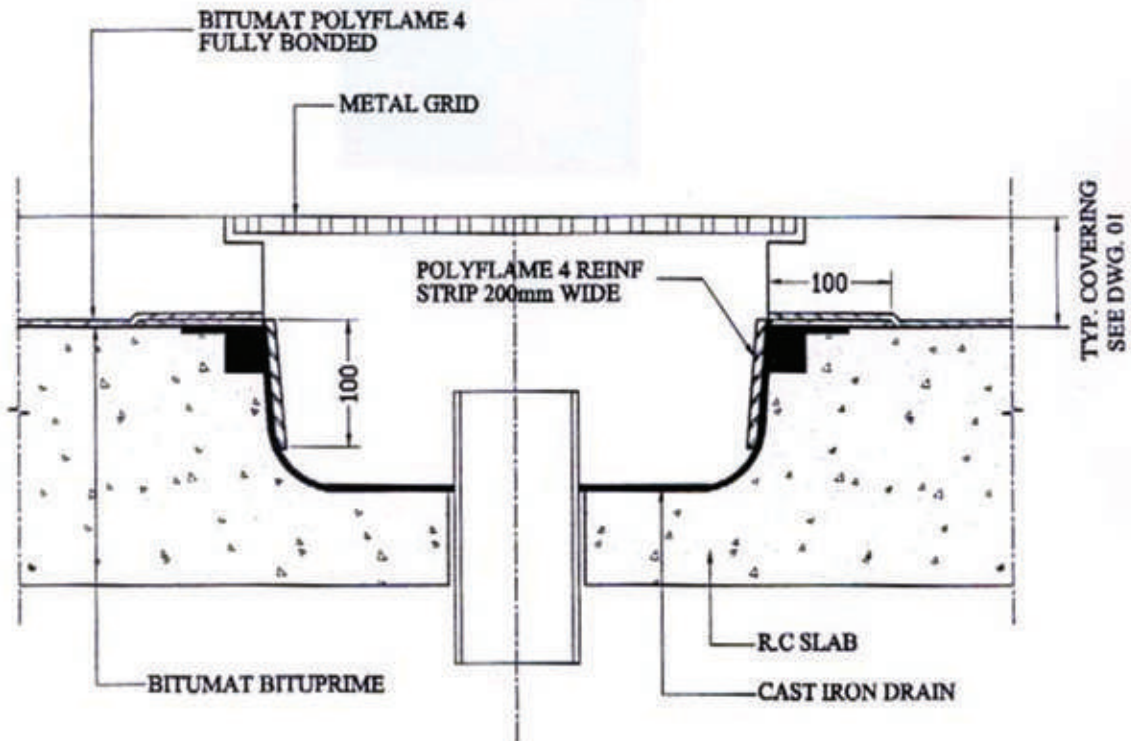 BITUMAT POLYFLAME 4
FULLY BONDED
METAL GRID
POLYFLAME 4 REINF
STRIP 200mm WIDE
100
TYP. COVERING
SEE DWG. 01
100
R.C SLAB
BITUMAT BITUPRIME
CAST IRON DRAIN